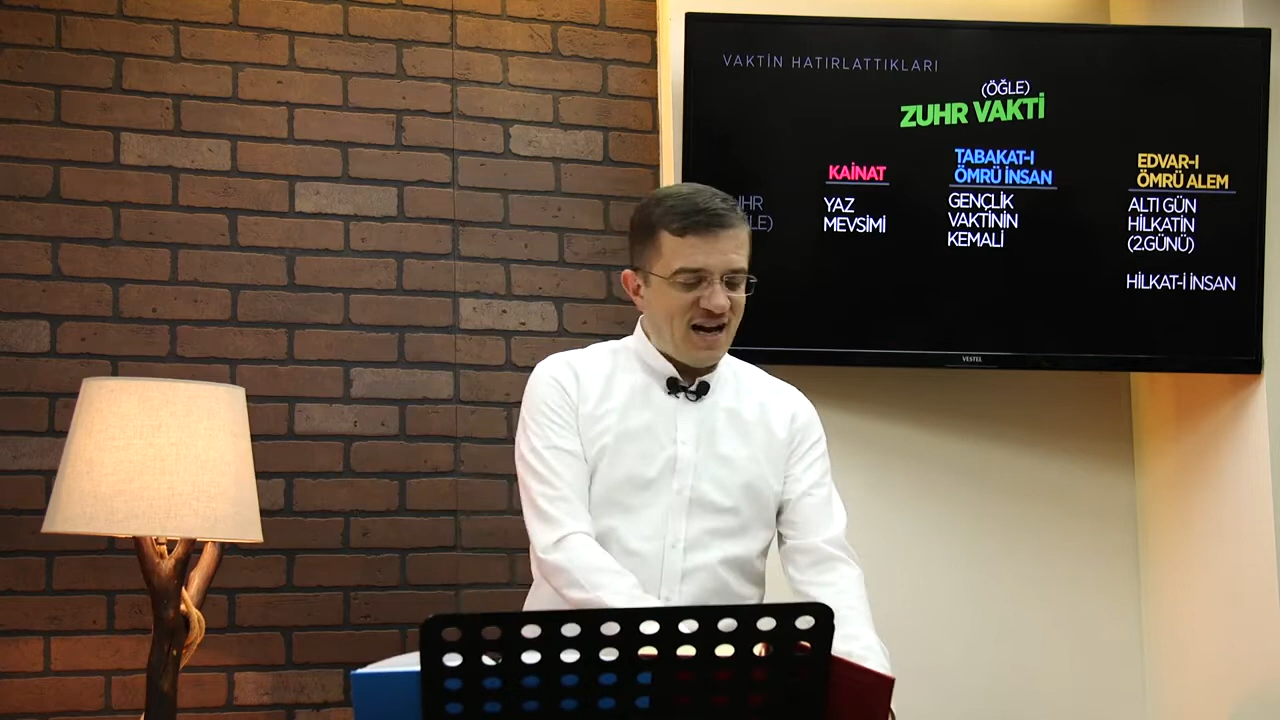 VAKTİN HATIRLATTIKLARI
(ÖĞLE)
ZUHR VAKTİ
KAİNAT
YAZ
MEVSİMİ
TABAKAT-I
ÖMRÜ İNSAN
GENÇLİK
VAKTİNİN
KEMALİ
EDVAR-I
ÖMRÜ ALEM
ALTI GÜN
HİLKATİN
(2.GÜNÜ)
HİLKAT-İ İNSAN
VESTEL